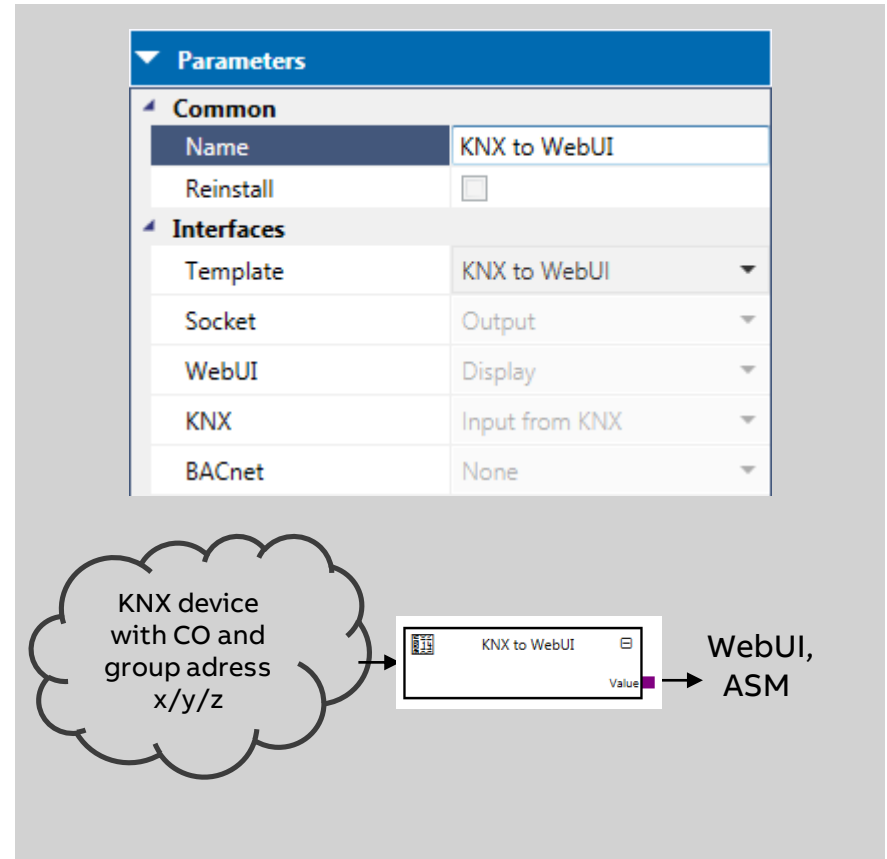 Parameters
Common
Name KNX to WebUI
Reinstall
Interfaces
Template KNX to WebUI
Socket Output
WebUI Display
KNX Input from KNX
BACnet None
KNX device
with CO and
group adress
x/y/z
KNX to WebUI
Value
WebUI,
ASM